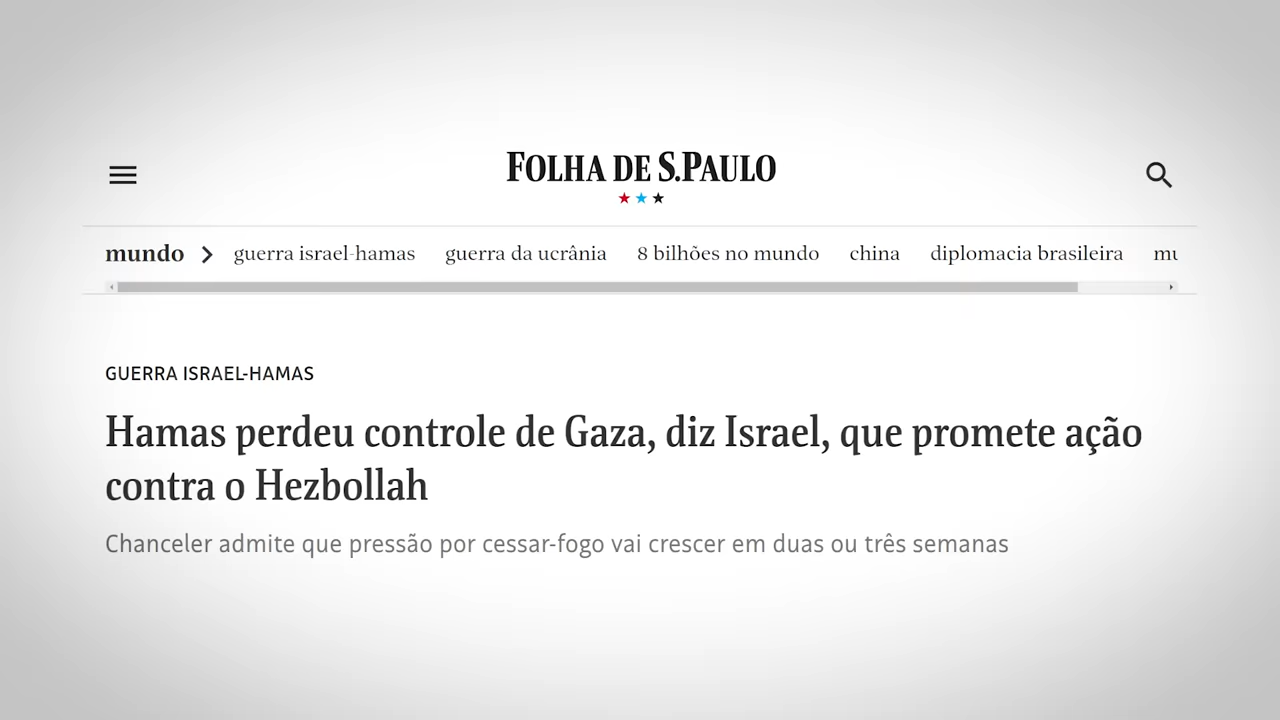 FOLHA DE S.PAULO
mundo guerra israel-hamas guerra da ucrânia 8 bilhões no mundo china diplomacia brasileira mu
GUERRA ISRAEL-HAMAS
Hamas perdeu controle de Gaza, diz Israel, que promete ação
contra o Hezbollah
Chanceler admite que pressão por cessar-fogo vai crescer em duas ou três semanas